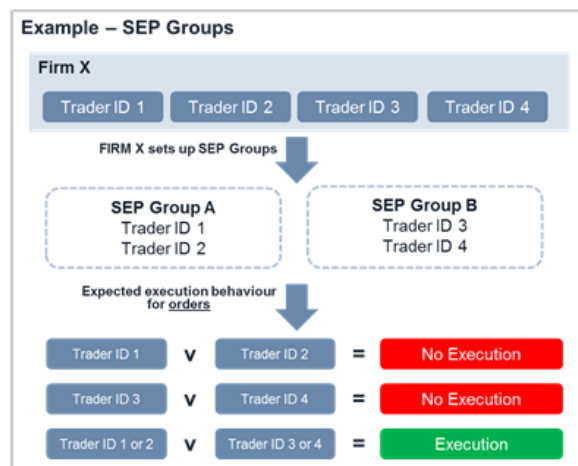 Example – SEP Groups
Firm X
Trader ID 1 Trader ID 2 Trader ID 3 Trader ID 4
FIRM X sets up SEP Groups
SEP Group A
Trader ID 1
Trader ID 2
SEP Group B
Trader ID 3
Trader ID 4
Expected execution behaviour
for orders
Trader ID 1 v Trader ID 2 = No Execution
Trader ID 3 v Trader ID 4 = No Execution
Trader ID 1 or 2 v Trader ID 3 or 4 = Execution